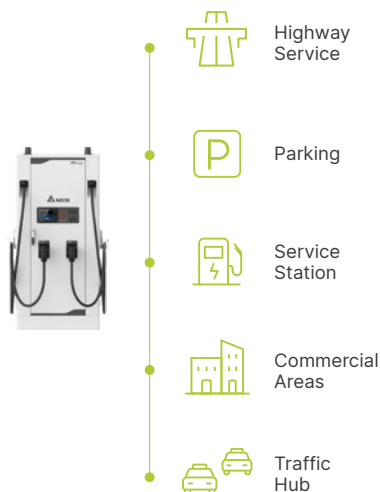 Highway
Service
P
Parking
Service
Station
Commercial
Areas
Traffic
Hub